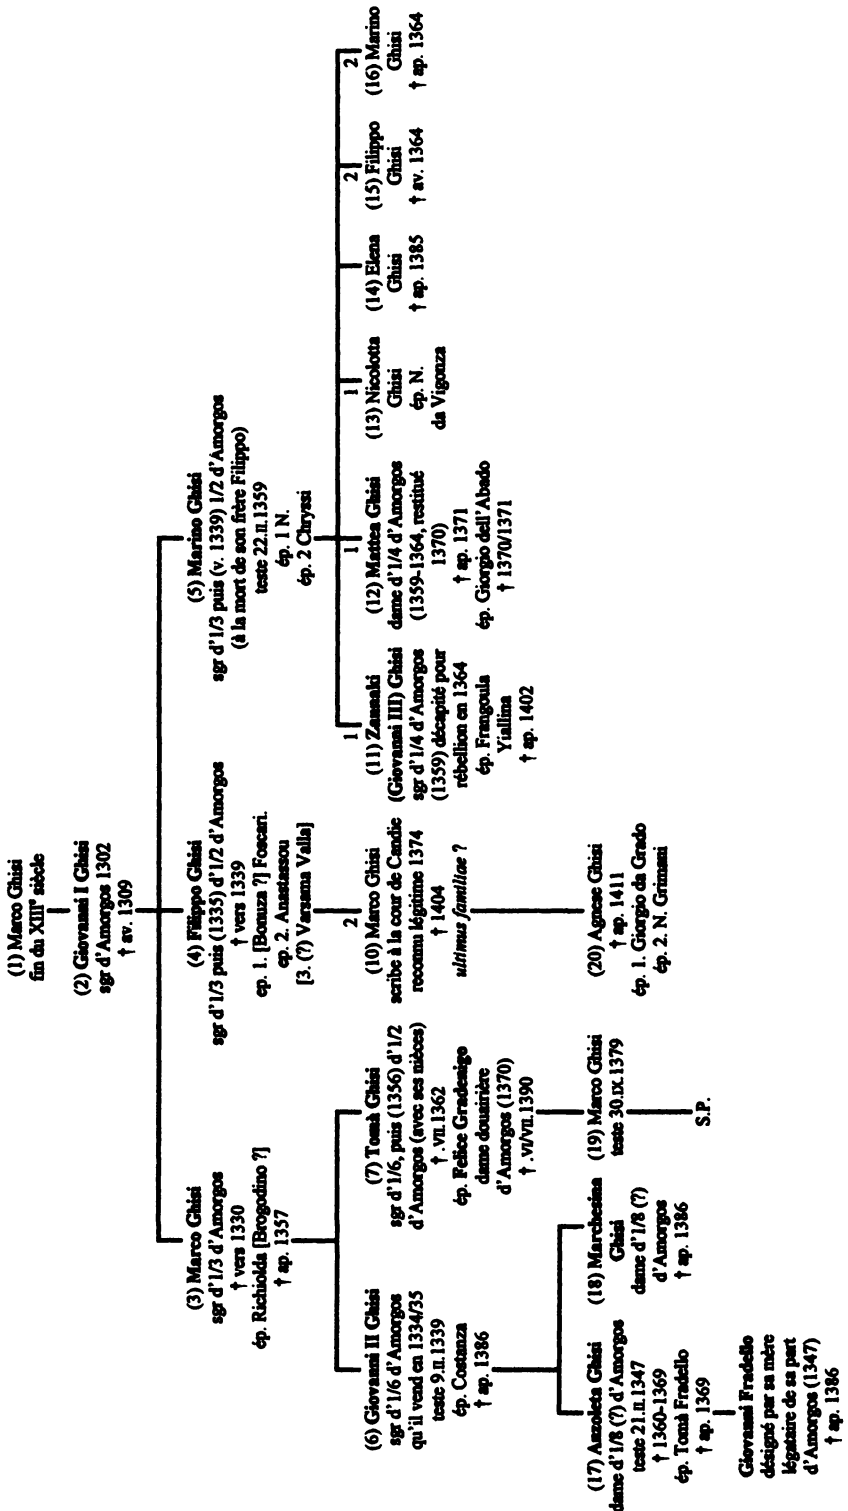 (1) Marco Ghisi
fin du XIIIᵉ siècle
(2) Giovanni I Ghisi
sgr d'Amorgos 1302
† av. 1309
(3) Marco Ghisi
sgr d'1/3 d'Amorgos
† vers 1330
ép. Richiolda [Brogodino ?]
† ap. 1357
(4) Filippo Ghisi
sgr d'1/3 puis (1335) d'1/2 d'Amorgos
† vers 1339
ep. 1. [Bonuza ?] Foscari.
ep. 2. Anastassou
[3. (?) Varsama Valla]
(5) Marino Ghisi
sgr d'1/3 puis (v. 1339) 1/2 d'Amorgos
(à la mort de son frère Filippo)
teste 22.II.1359
ép. 1 N.
ép. 2 Chryssi
(6) Giovanni II Ghisi
sgr d'1/6 d'Amorgos
qu'il vend en 1334/35
teste 9.II.1339
ép. Costanza
† ap. 1386
(7) Tomà Ghisi
sgr d'1/6, puis (1356) d'1/2
d'Amorgos (avec ses nièces)
† .VII.1362
ép. Felice Gradenigo
dame douairière
d'Amorgos (1370)
† .VI/VII.1390
2
(10) Marco Ghisi
scribe à la cour de Candie
reconnu légitime 1374
† 1404
ultimus familiae ?
1
(11) Zannaki
(Giovanni III) Ghisi
sgr d'1/4 d'Amorgos
(1359) décapité pour
rébellion en 1364
ép. Frangoula
Yiallina
† ap. 1402
1
(12) Mattea Ghisi
dame d'1/4 d'Amorgos
(1359-1364, restitué
1370)
† ap. 1371
ép. Giorgio dell'Abado
† 1370/1371
1
(13) Nicolotta
Ghisi
ép. N.
da Vigonza
(14) Elena
Ghisi
† ap. 1385
2
(15) Filippo
Ghisi
† av. 1364
2
(16) Marino
Ghisi
† ap. 1364
(17) Anzoleta Ghisi
dame d'1/8 (?) d'Amorgos
teste 21.II.1347
† 1360-1369
ép. Tomà Fradello
† ap. 1369
Giovanni Fradello
désigné par sa mère
légataire de sa part
d'Amorgos (1347)
† ap. 1386
(18) Marchesina
Ghisi
dame d'1/8 (?)
d'Amorgos
† ap. 1386
(19) Marco Ghisi
teste 30.IX.1379
S.P.
(20) Agnese Ghisi
† ap. 1411
ép. 1. Giorgio da Grado
ép. 2. N. Grimani